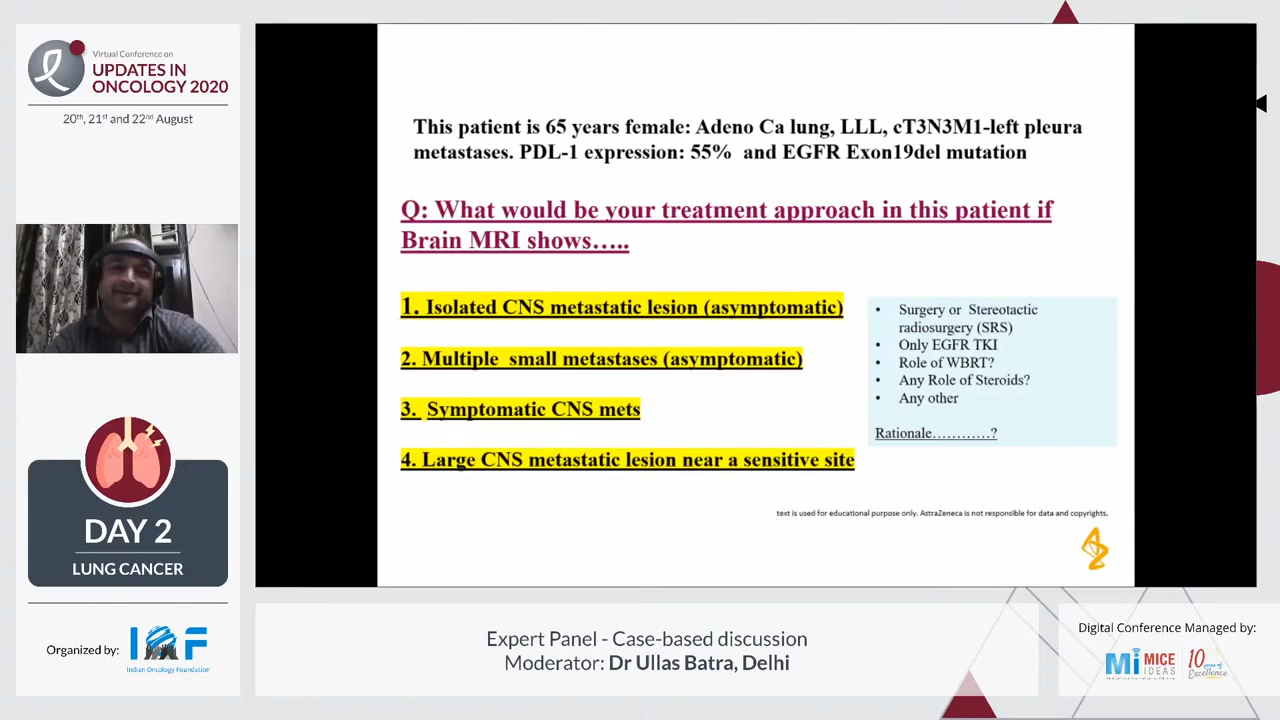 Virtual Conference on
UPDATES IN
ONCOLOGY 2020
20th, 21st and 22nd August
DAY 2
LUNG CANCER
Organized by:
IOF
Indian Oncology Foundation
This patient is 65 years female: Adeno Ca lung, LLL, cT3N3M1-left pleura
metastases. PDL-1 expression: 55% and EGFR Exon19del mutation
Q: What would be your treatment approach in this patient if
Brain MRI shows…..
1. Isolated CNS metastatic lesion (asymptomatic)
2. Multiple small metastases (asymptomatic)
3. Symptomatic CNS mets
4. Large CNS metastatic lesion near a sensitive site
• Surgery or Stereotactic
radiosurgery (SRS)
• Only EGFR TKI
• Role of WBRT?
• Any Role of Steroids?
• Any other
Rationale…………?
text is used for educational purpose only. AstraZeneca is not responsible for data and copyrights.
Expert Panel - Case-based discussion
Moderator: Dr Ullas Batra, Delhi
Digital Conference Managed by:
Mi MICE
IDEAS
10 years of
Excellence